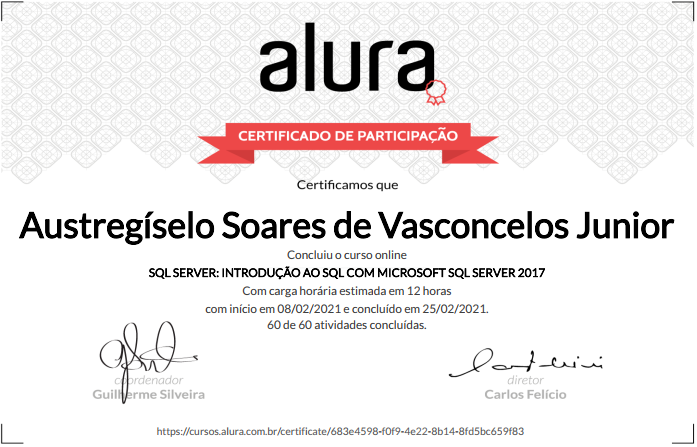 alura
CERTIFICADO DE PARTICIPAÇÃO
Certificamos que
Austregíselo Soares de Vasconcelos Junior
Concluiu o curso online
SQL SERVER: INTRODUÇÃO AO SQL COM MICROSOFT SQL SERVER 2017
Com carga horária estimada em 12 horas
com início em 08/02/2021 e concluído em 25/02/2021.
60 de 60 atividades concluídas.
coordenador
Guilherme Silveira
diretor
Carlos Felício
https://cursos.alura.com.br/certificate/683e4598-f0f9-4e22-8b14-8fd5bc659f83